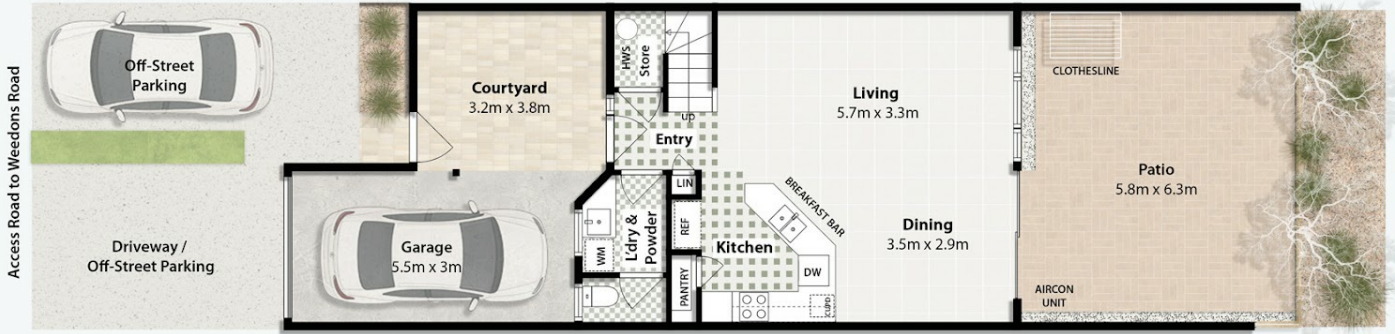 Access Road to Weedons Road
Off-Street
Parking
Driveway /
Off-Street Parking
Courtyard
3.2m x 3.8m
Garage
5.5m x 3m
HWS
Store
up
Entry
LIN
L'dry &
Powder
WM
REF
PANTRY
Kitchen
BREAKFAST BAR
DW
CUPD
Living
5.7m x 3.3m
Dining
3.5m x 2.9m
CLOTHESLINE
Patio
5.8m x 6.3m
AIRCON
UNIT